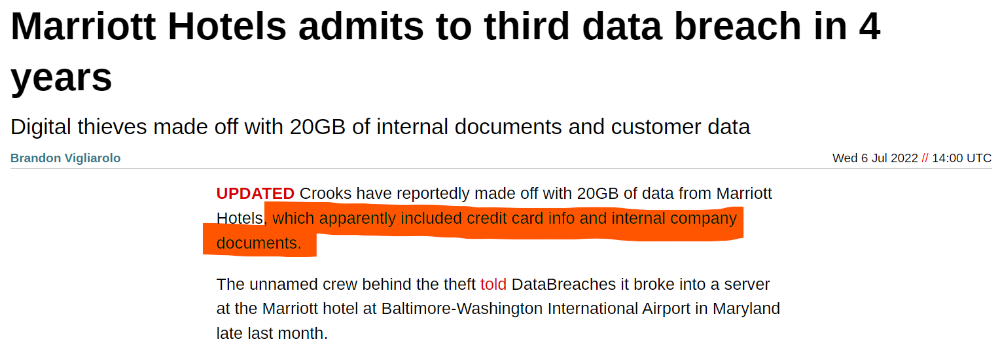 Marriott Hotels admits to third data breach in 4
years
Digital thieves made off with 20GB of internal documents and customer data
Brandon Vigliarolo
Wed 6 Jul 2022 // 14:00 UTC
UPDATED Crooks have reportedly made off with 20GB of data from Marriott
Hotels, which apparently included credit card info and internal company
documents.
The unnamed crew behind the theft told DataBreaches it broke into a server
at the Marriott hotel at Baltimore-Washington International Airport in Maryland
late last month.